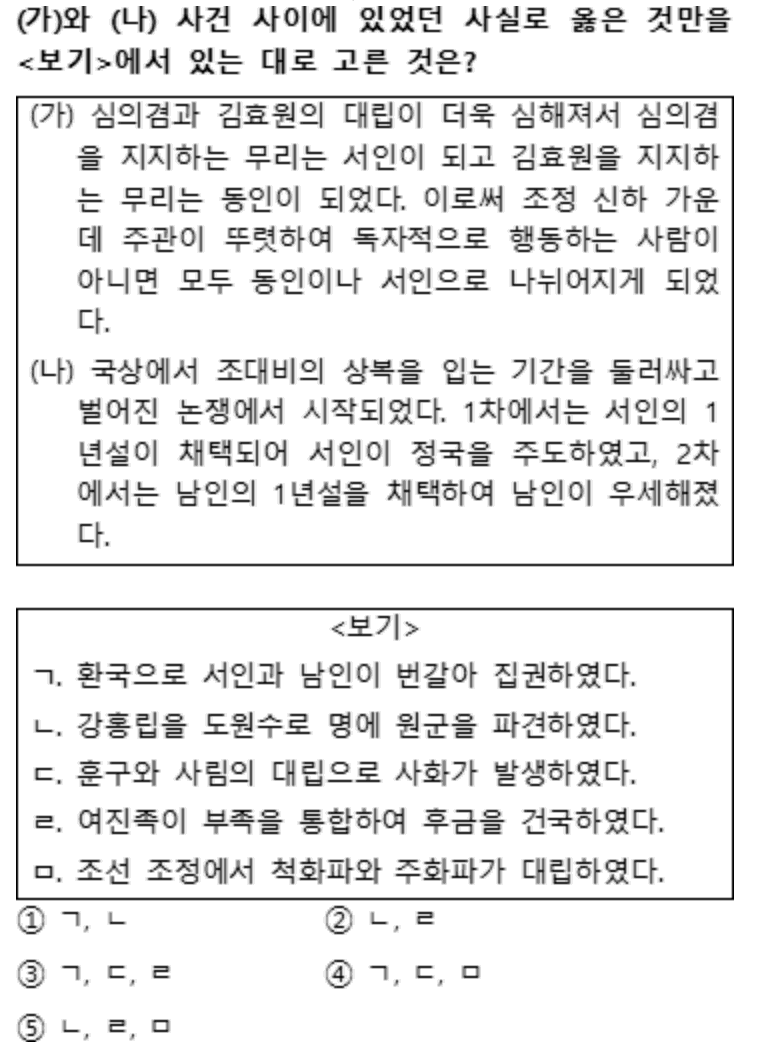 (가)와 (나) 사건 사이에 있었던 사실로 옳은 것만을
<보기>에서 있는 대로 고른 것은?
(가) 심의겸과 김효원의 대립이 더욱 심해져서 심의겸
을 지지하는 무리는 서인이 되고 김효원을 지지하
는 무리는 동인이 되었다. 이로써 조정 신하 가운
데 주관이 뚜렷하여 독자적으로 행동하는 사람이
아니면 모두 동인이나 서인으로 나뉘어지게 되었
다.
(나) 국상에서 조대비의 상복을 입는 기간을 둘러싸고
벌어진 논쟁에서 시작되었다. 1차에서는 서인의 1
년설이 채택되어 서인이 정국을 주도하였고, 2차
에서는 남인의 1년설을 채택하여 남인이 우세해졌
다.
<보기>
ㄱ. 환국으로 서인과 남인이 번갈아 집권하였다.
ㄴ. 강홍립을 도원수로 명에 원군을 파견하였다.
ㄷ. 훈구와 사림의 대립으로 사화가 발생하였다.
ㄹ. 여진족이 부족을 통합하여 후금을 건국하였다.
ㅁ. 조선 조정에서 척화파와 주화파가 대립하였다.
① ㄱ, ㄴ ② ㄴ, ㄹ
③ ㄱ, ㄷ, ㄹ ④ ㄱ, ㄷ, ㅁ
⑤ ㄴ, ㄹ, ㅁ